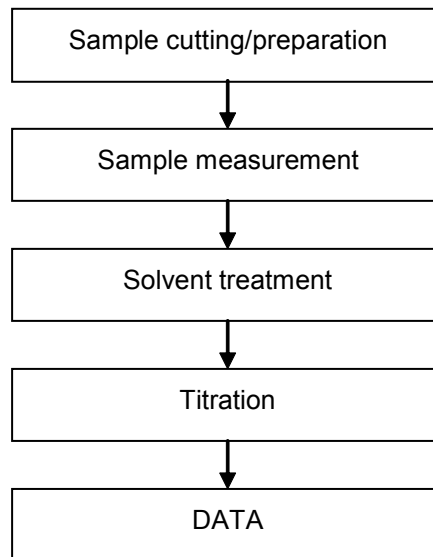 Sample cutting/preparation
Sample measurement
Solvent treatment
Titration
DATA